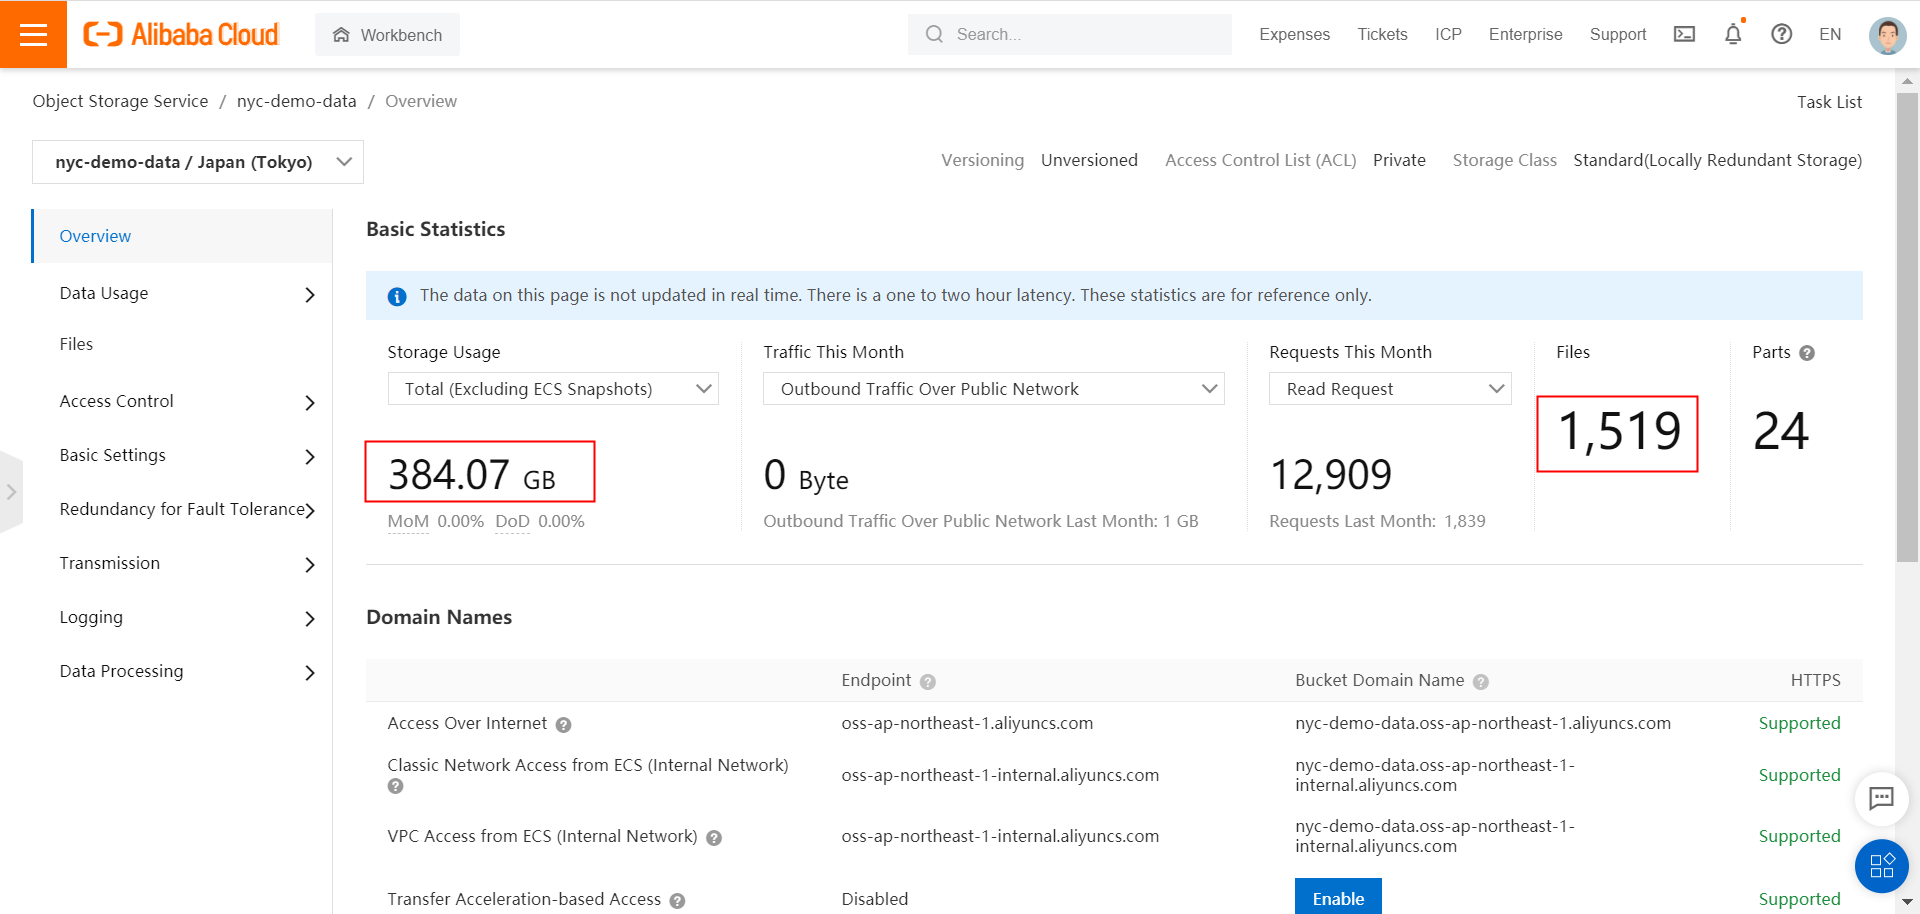 Alibaba Cloud
Workbench
Search...
Expenses
Tickets
ICP
Enterprise
Support
EN
Object Storage Service / nyc-demo-data / Overview
Task List
nyc-demo-data / Japan (Tokyo)
Versioning Unversioned
Access Control List (ACL) Private
Storage Class Standard(Locally Redundant Storage)
Overview
Data Usage
Files
Access Control
Basic Settings
Redundancy for Fault Tolerance
Transmission
Logging
Data Processing
Basic Statistics
The data on this page is not updated in real time. There is a one to two hour latency. These statistics are for reference only.
Storage Usage
Total (Excluding ECS Snapshots)
384.07 GB
MoM 0.00% DoD 0.00%
Traffic This Month
Outbound Traffic Over Public Network
0 Byte
Outbound Traffic Over Public Network Last Month: 1 GB
Requests This Month
Read Request
12,909
Requests Last Month: 1,839
Files
1,519
Parts
24
Domain Names
Endpoint
Bucket Domain Name
HTTPS
Access Over Internet
oss-ap-northeast-1.aliyuncs.com
nyc-demo-data.oss-ap-northeast-1.aliyuncs.com
Supported
Classic Network Access from ECS (Internal Network)
oss-ap-northeast-1-internal.aliyuncs.com
nyc-demo-data.oss-ap-northeast-1-
internal.aliyuncs.com
Supported
VPC Access from ECS (Internal Network)
oss-ap-northeast-1-internal.aliyuncs.com
nyc-demo-data.oss-ap-northeast-1-
internal.aliyuncs.com
Supported
Transfer Acceleration-based Access
Disabled
Enable
Supported